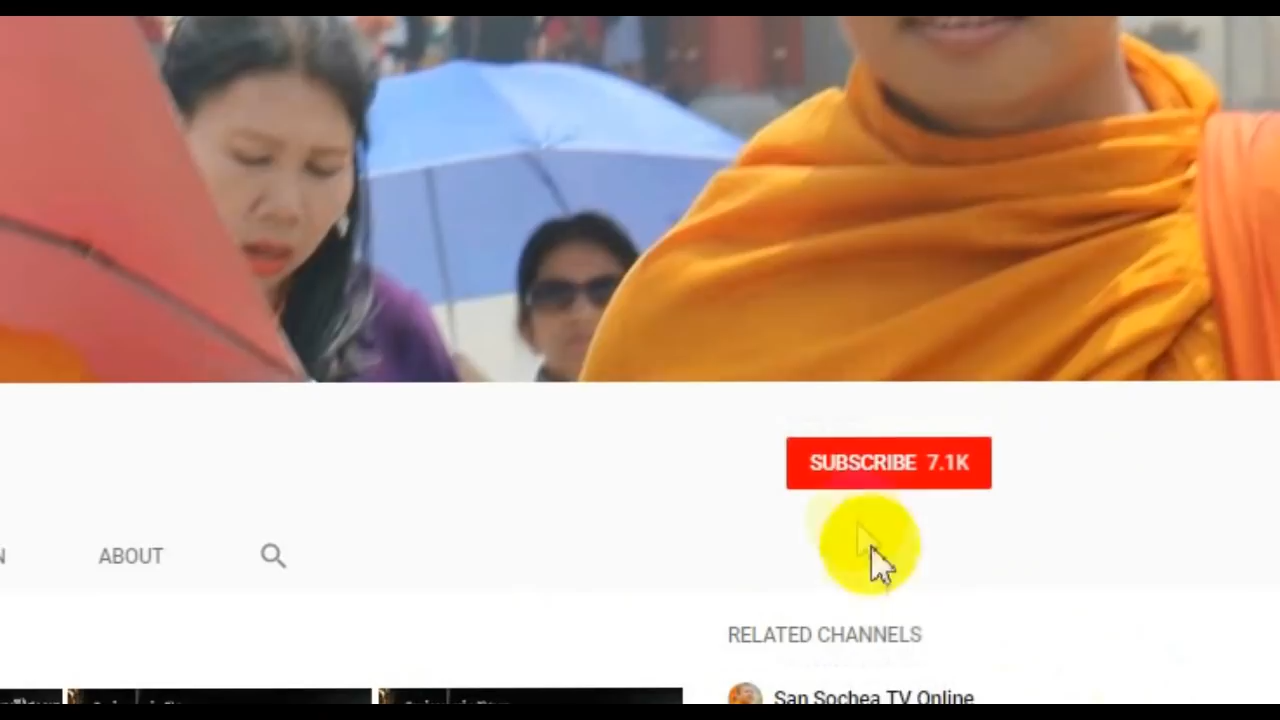 SUBSCRIBE 7.1K
ABOUT
RELATED CHANNELS
San Sochea TV Online